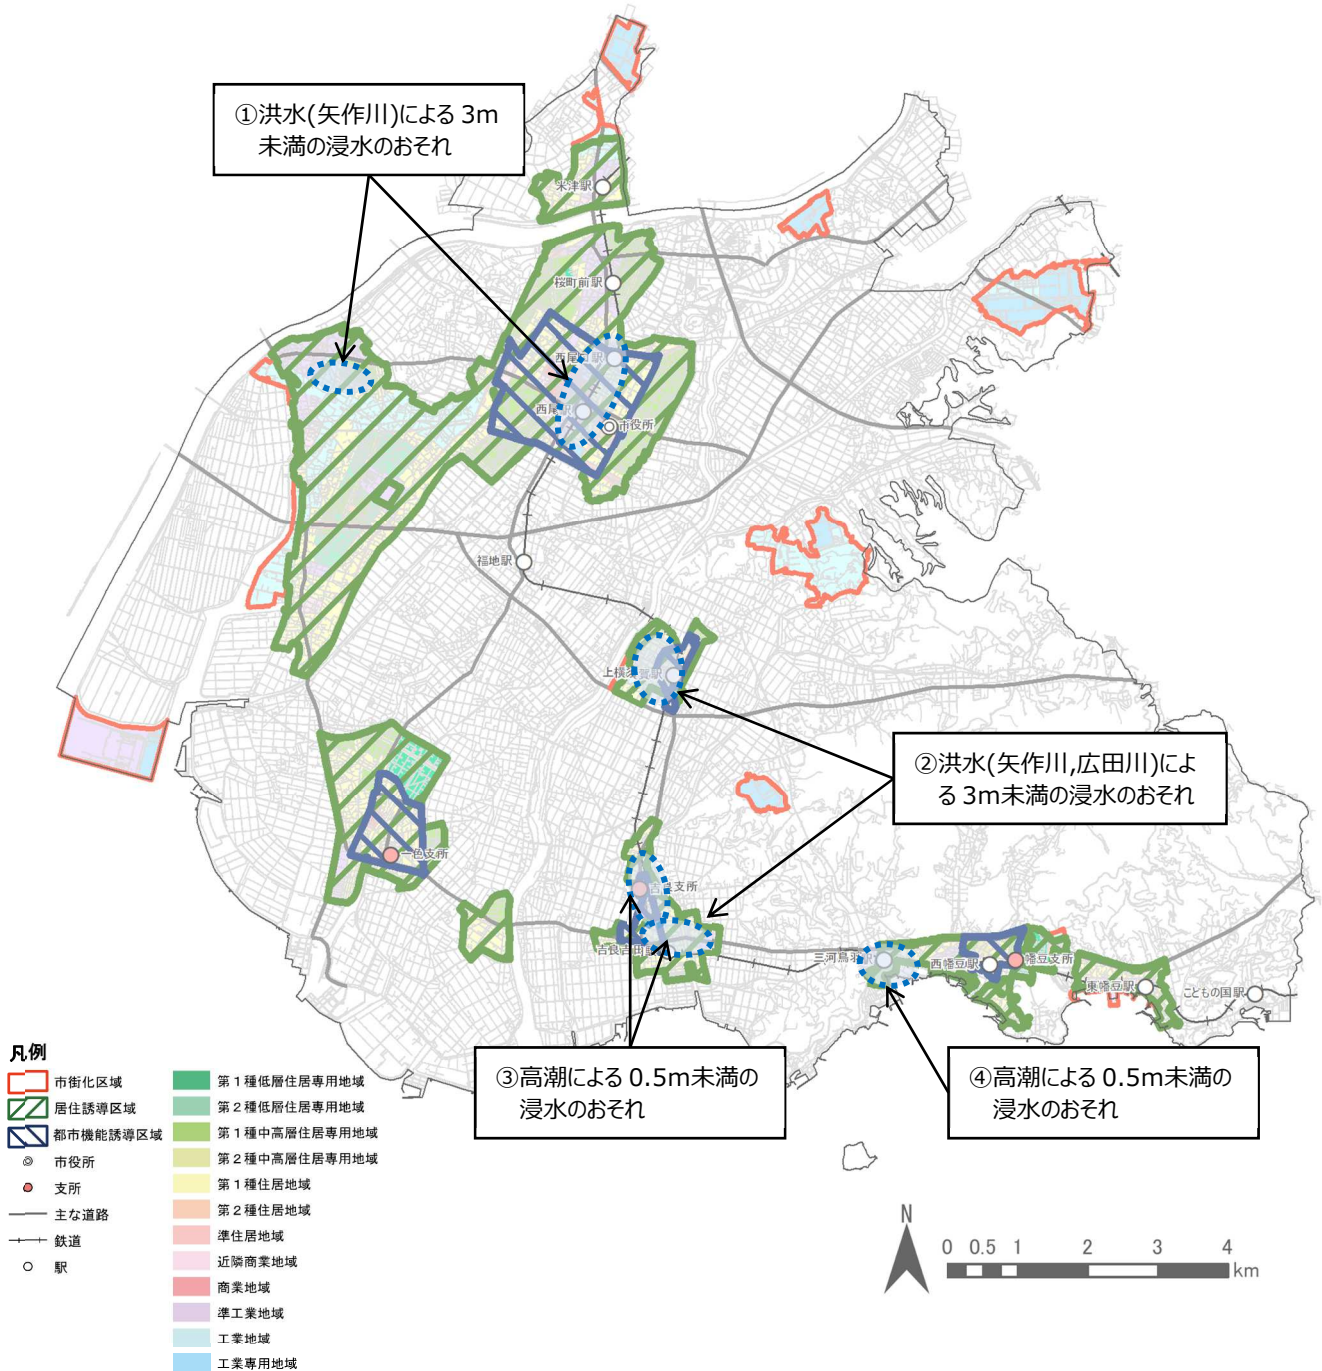 ①洪水(矢作川)による3m
未満の浸水のおそれ
米津駅
桜町前駅
西尾口駅
西尾駅
市役所
福地駅
上横須賀駅
②洪水(矢作川,広田川)によ
る3m未満の浸水のおそれ
一色支所
吉良支所
吉良吉田駅
三河鳥羽駅
西幡豆駅
幡豆支所
東幡豆駅
こどもの国駅
③高潮による0.5m未満の
浸水のおそれ
④高潮による0.5m未満の
浸水のおそれ
凡例
市街化区域
居住誘導区域
都市機能誘導区域
市役所
支所
主な道路
鉄道
駅
第1種低層住居専用地域
第2種低層住居専用地域
第1種中高層住居専用地域
第2種中高層住居専用地域
第1種住居地域
第2種住居地域
準住居地域
近隣商業地域
商業地域
準工業地域
工業地域
工業専用地域
N
0 0.5 1 2 3 4
km